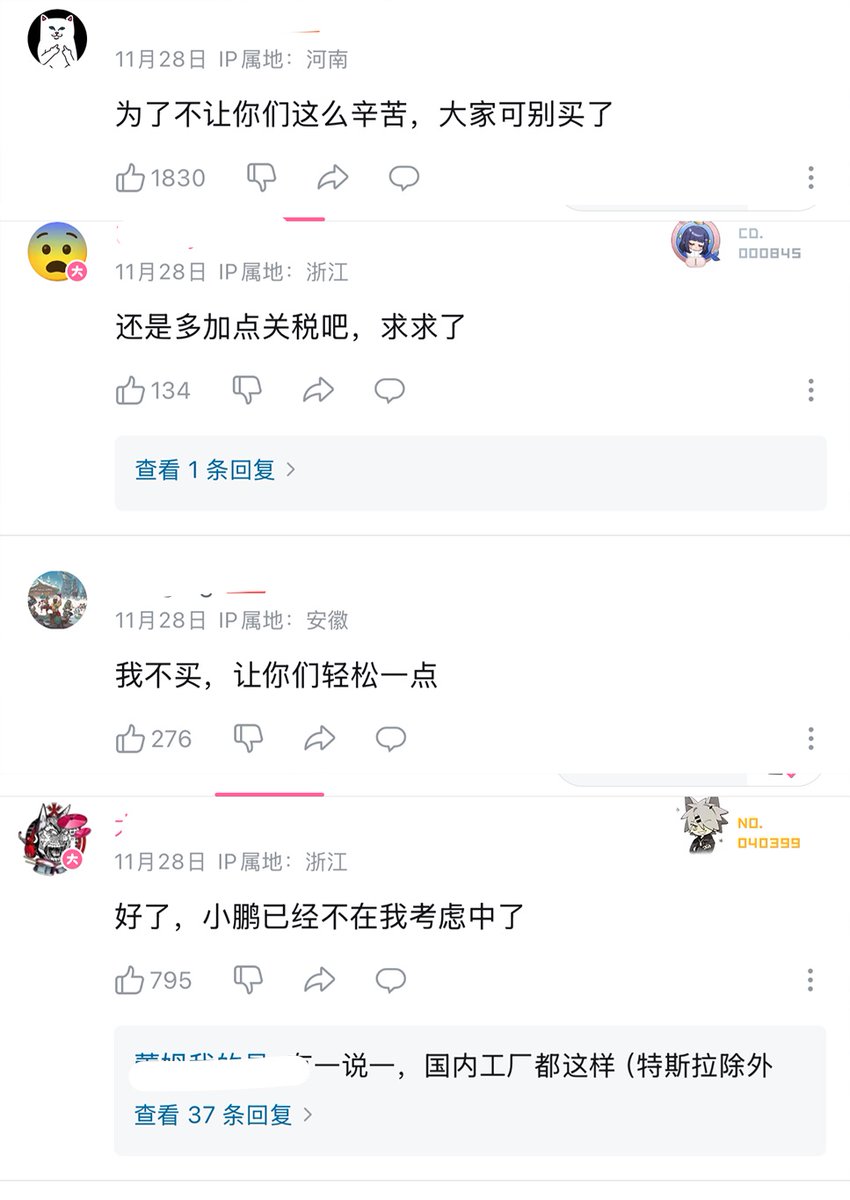 11月28日 IP属地：河南
为了不让你们这么辛苦，大家可别买了
1830
CD.
000845
11月28日 IP属地：浙江
还是多加点关税吧，求求了
134
查看 1 条回复
11月28日 IP属地：安徽
我不买，让你们轻松一点
276
NO.
040399
11月28日 IP属地：浙江
好了，小鹏已经不在我考虑中了
795
一说一，国内工厂都这样（特斯拉除外
查看 37 条回复